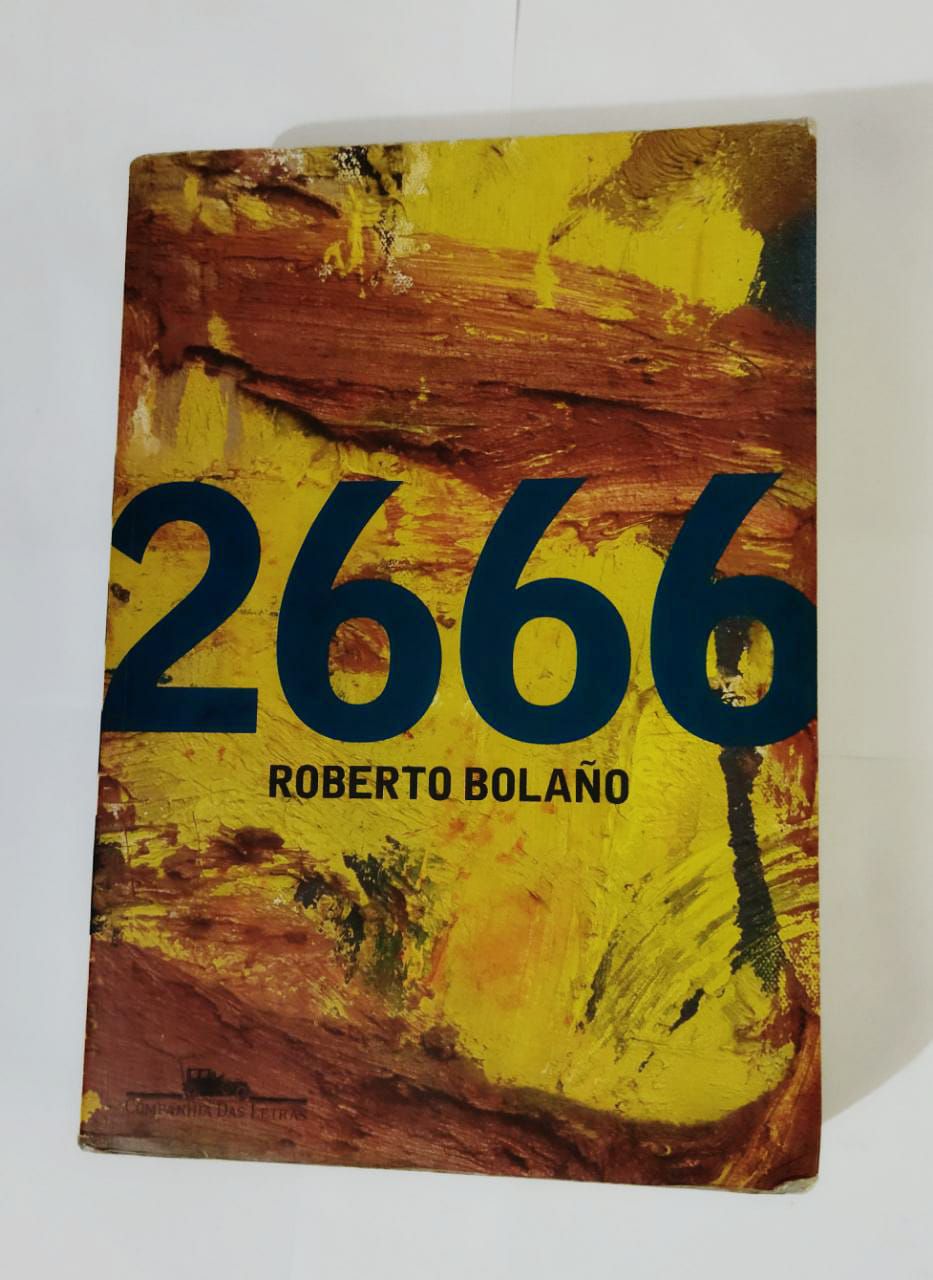 2666
ROBERTO BOLAÑO
COMPANHIA DAS LETRAS